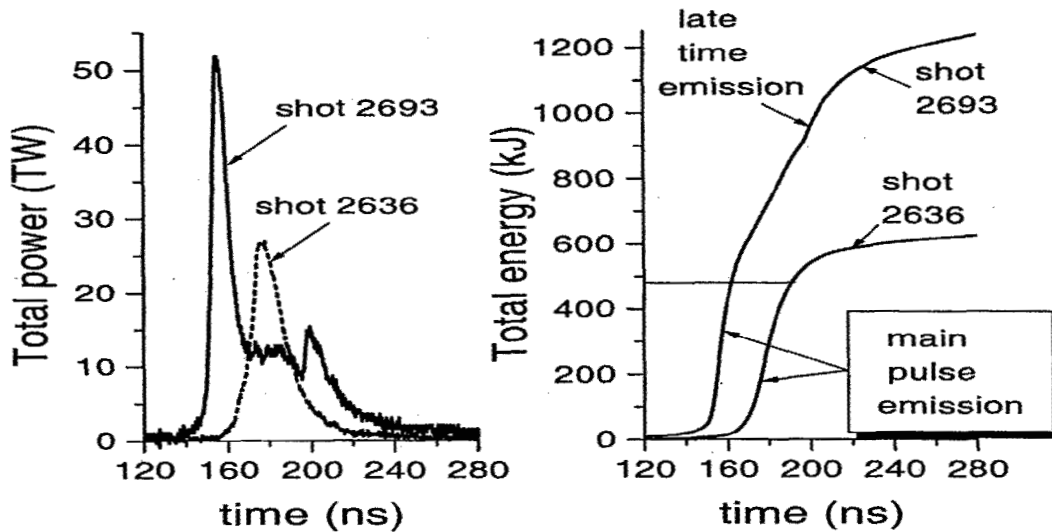 Total power (TW)
50
40
30
20
10
0
120
160
200
240
280
time (ns)
shot 2693
shot 2636
Total energy (kJ)
1200
1000
800
600
400
200
0
120
160
200
240
280
time (ns)
late
time
emission
shot
2693
shot
2636
main
pulse
emission